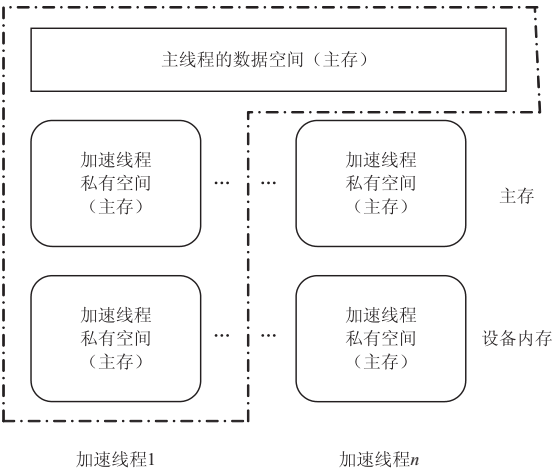 主线程的数据空间（主存）
加速线程
私有空间
（主存）
…
…
加速线程
私有空间
（主存）
主存
加速线程
私有空间
（主存）
…
…
加速线程
私有空间
（主存）
设备内存
加速线程1
加速线程n